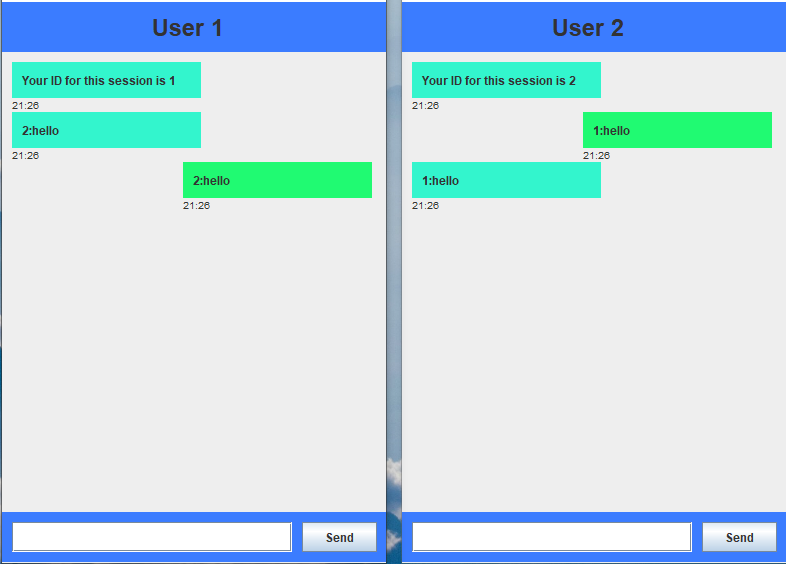 User 1
Your ID for this session is 1
21:26
2:hello
21:26
2:hello
21:26
Send
User 2
Your ID for this session is 2
21:26
1:hello
21:26
1:hello
21:26
Send